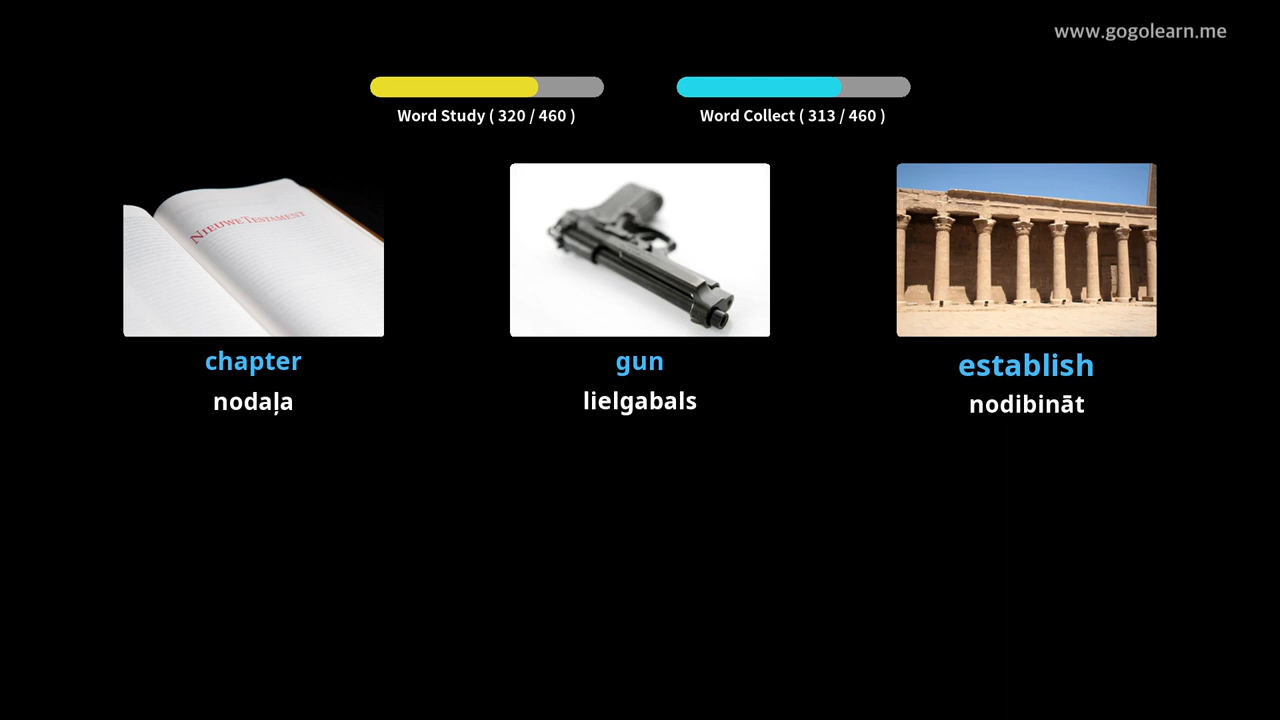 www.gogolearn.me
Word Study ( 320 / 460 )
Word Collect ( 313 / 460 )
NIEUWE TESTAMENT
chapter
nodaļa
gun
lielgabals
establish
nodibināt